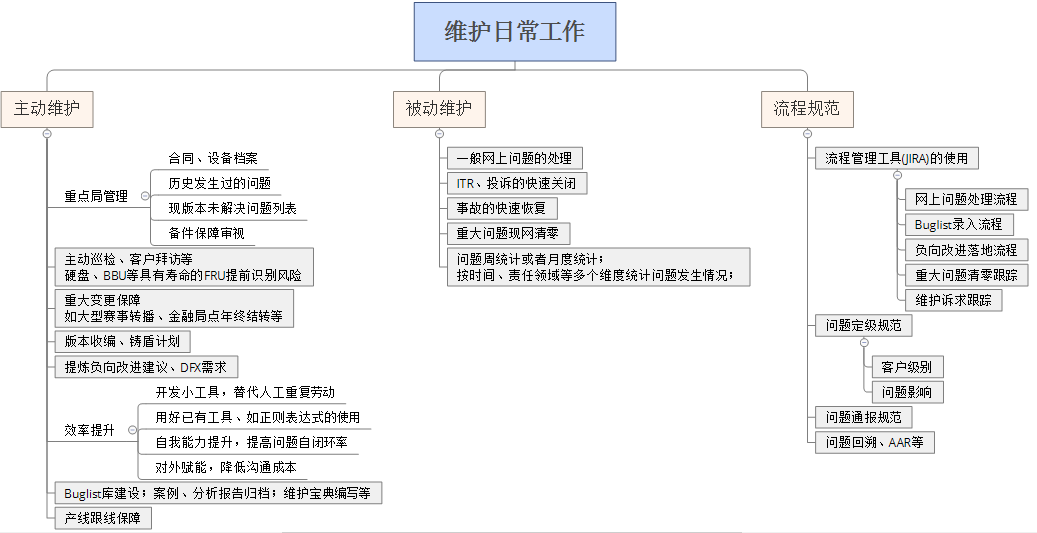 维护日常工作
主动维护
重点局管理
合同、设备档案
历史发生过的问题
现版本未解决问题列表
备件保障审视
主动巡检、客户拜访等
硬盘、BBU等具有寿命的FRU提前识别风险
重大变更保障
如大型赛事转播、金融局点年终结转等
版本收编、铸盾计划
提炼负向改进建议、DFX需求
效率提升
开发小工具，替代人工重复劳动
用好已有工具、如正则表达式的使用
自我能力提升，提高问题自闭环率
对外赋能，降低沟通成本
Buglist库建设；案例、分析报告归档；维护宝典编写等
产线跟线保障
被动维护
一般网上问题的处理
ITR、投诉的快速关闭
事故的快速恢复
重大问题现网清零
问题周统计或者月度统计；
按时间、责任领域等多个维度统计问题发生情况；
流程规范
流程管理工具(JIRA)的使用
网上问题处理流程
Buglist录入流程
负向改进落地流程
重大问题清零跟踪
维护诉求跟踪
问题定级规范
客户级别
问题影响
问题通报规范
问题回溯、AAR等